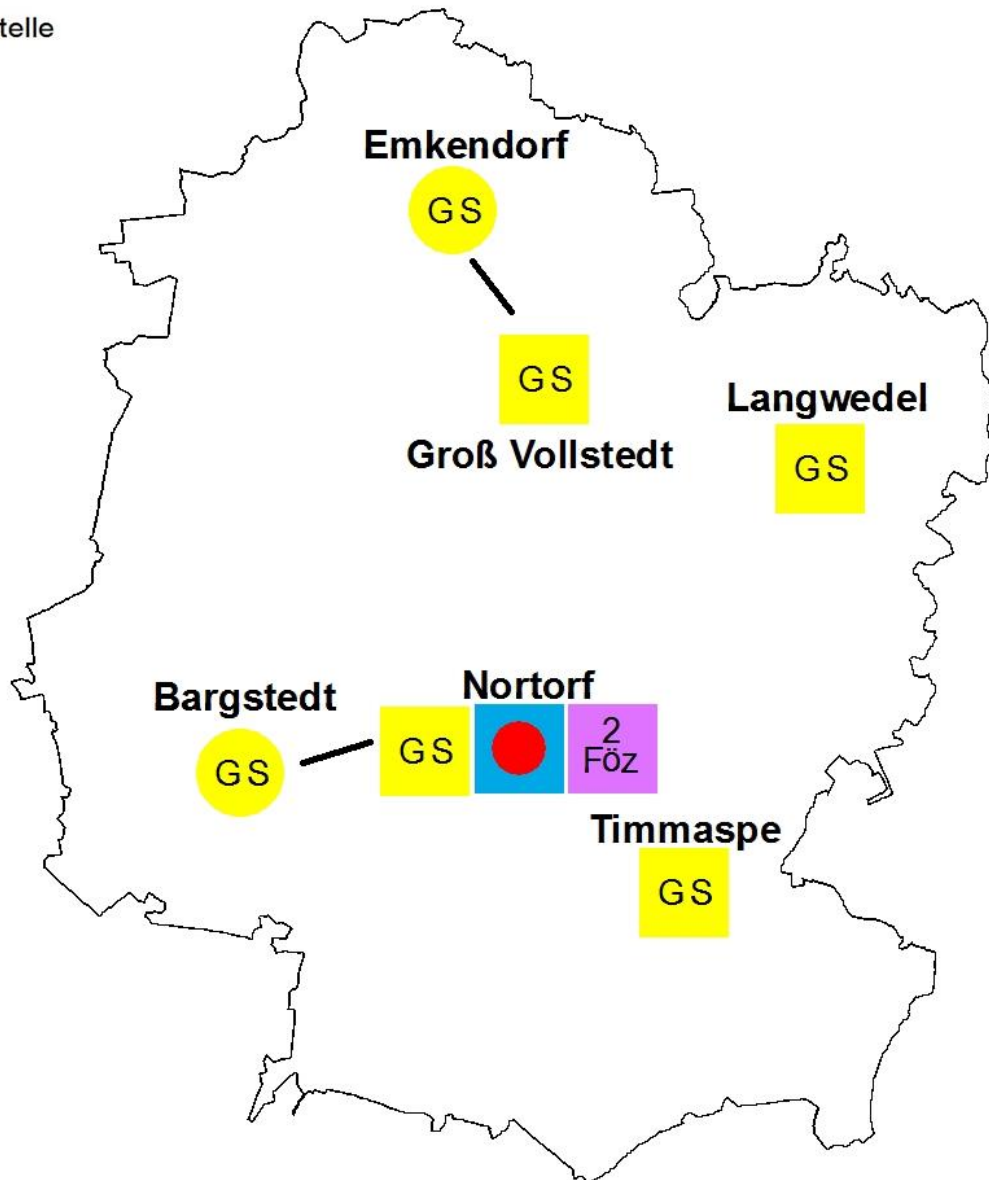 telle
Emkendorf
GS
GS
Groß Vollstedt
Langwedel
GS
Bargstedt
GS
Nortorf
GS
2
Föz
Timmaspe
GS